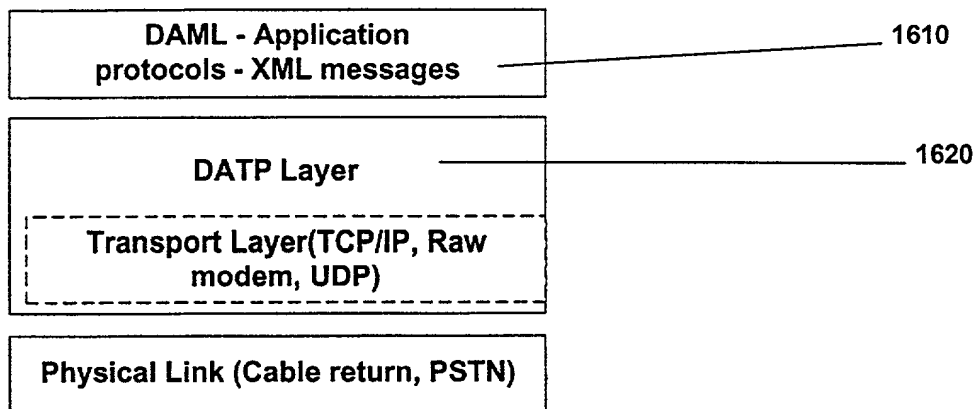 DAML - Application
protocols - XML messages
1610
DATP Layer
1620
Transport Layer(TCP/IP, Raw
modem, UDP)
Physical Link (Cable return, PSTN)